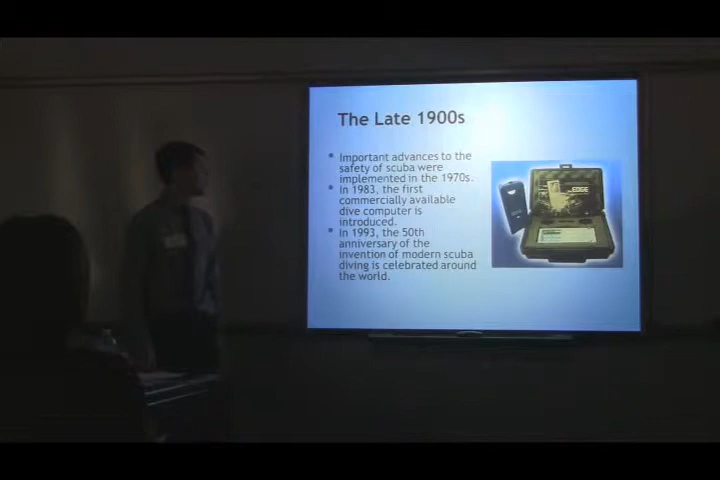 The Late 1900s
Important advances to the
safety of scuba were
implemented in the 1970s.
In 1983, the first
commercially available
dive computer is
introduced.
In 1993, the 50th
anniversary of the
invention of modern scuba
diving is celebrated around
the world.
EDGE